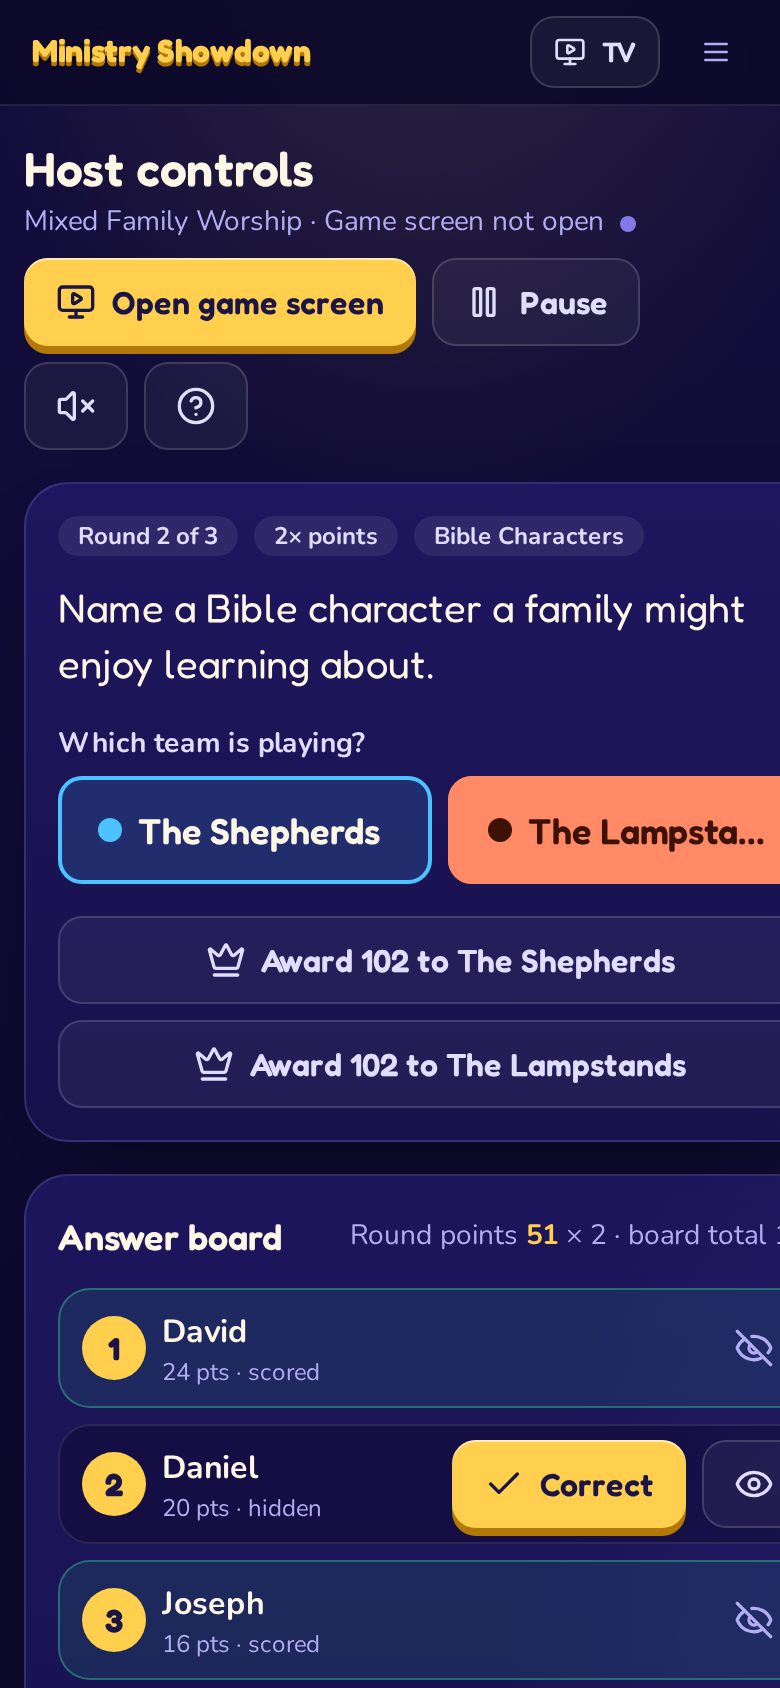 Ministry Showdown
TV
Host controls
Mixed Family Worship · Game screen not open
Open game screen
Pause
Round 2 of 3
2× points
Bible Characters
Name a Bible character a family might
enjoy learning about.
Which team is playing?
The Shepherds
The Lampsta...
Award 102 to The Shepherds
Award 102 to The Lampstands
Answer board
Round points 51 × 2 · board total
1
David
24 pts · scored
2
Daniel
20 pts · hidden
Correct
3
Joseph
16 pts · scored